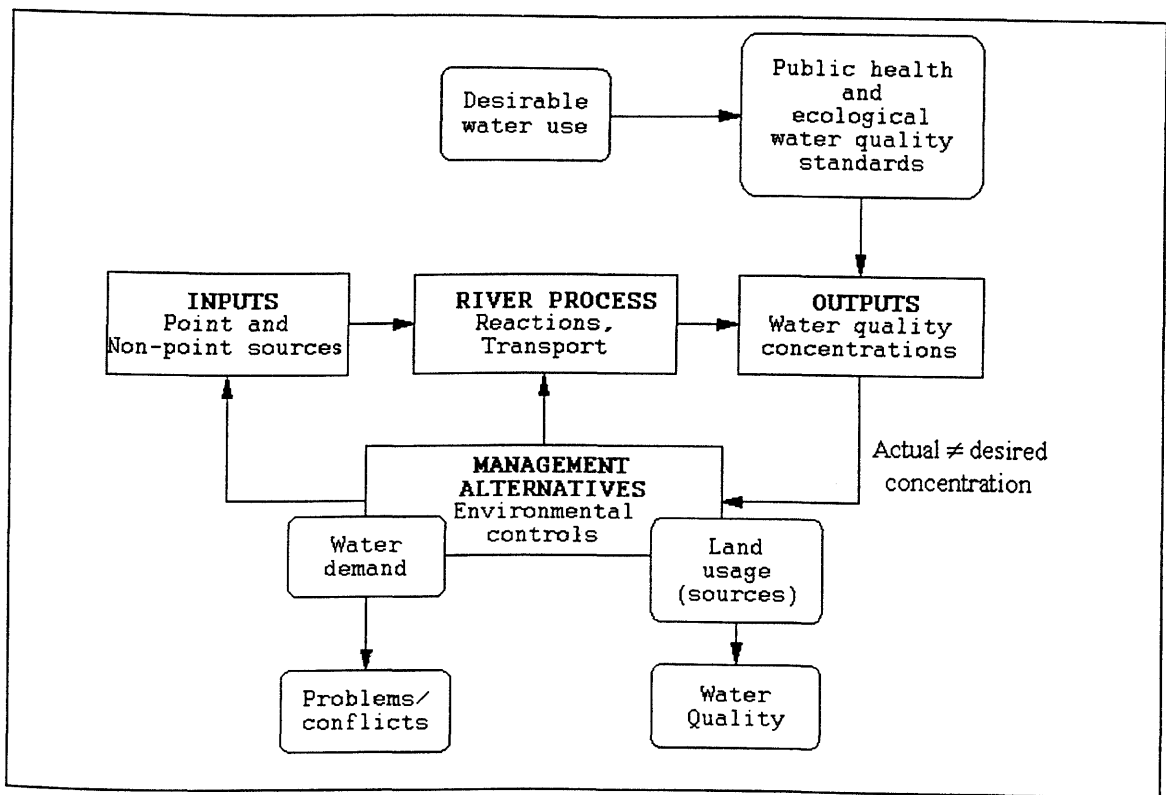 Desirable
water use
Public health
and
ecological
water quality
standards
INPUTS
Point and
Non-point sources
RIVER PROCESS
Reactions,
Transport
OUTPUTS
Water quality
concentrations
Actual ≠ desired
concentration
MANAGEMENT
ALTERNATIVES
Environmental
controls
Water
demand
Land
usage
(sources)
Problems/
conflicts
Water
Quality